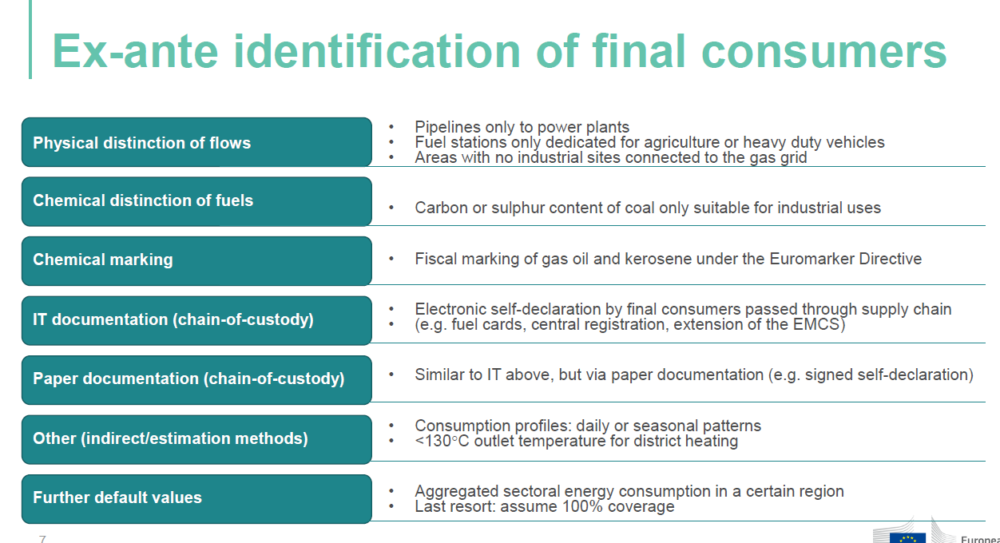 Ex-ante identification of final consumers
Physical distinction of flows
• Pipelines only to power plants
• Fuel stations only dedicated for agriculture or heavy duty vehicles
• Areas with no industrial sites connected to the gas grid
Chemical distinction of fuels
• Carbon or sulphur content of coal only suitable for industrial uses
Chemical marking
• Fiscal marking of gas oil and kerosene under the Euromarker Directive
IT documentation (chain-of-custody)
• Electronic self-declaration by final consumers passed through supply chain
• (e.g. fuel cards, central registration, extension of the EMCS)
Paper documentation (chain-of-custody)
• Similar to IT above, but via paper documentation (e.g. signed self-declaration)
Other (indirect/estimation methods)
• Consumption profiles: daily or seasonal patterns
• <130°C outlet temperature for district heating
Further default values
• Aggregated sectoral energy consumption in a certain region
• Last resort: assume 100% coverage
7